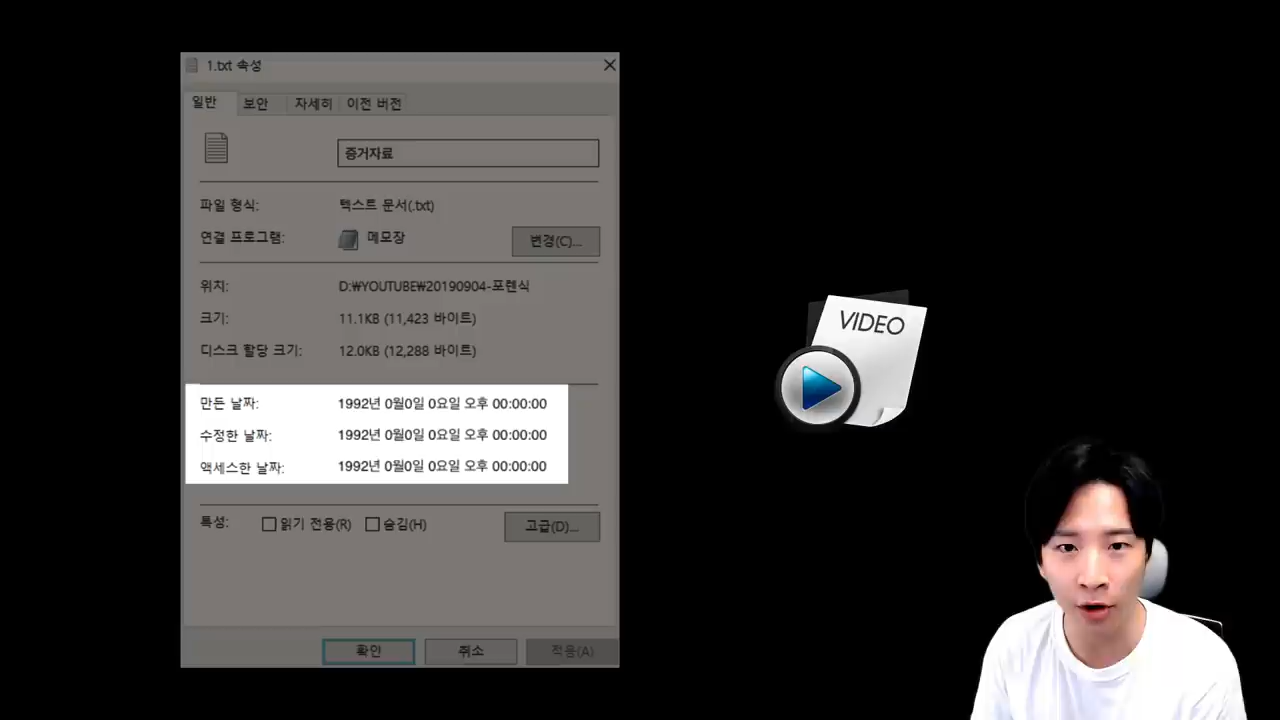 1.txt 속성
일반 보안 자세히 이전 버전
증거자료
파일 형식: 텍스트 문서(.txt)
연결 프로그램: 메모장 변경(C)...
위치: D:₩YOUTUBE₩20190904-포렌식
크기: 11.1KB (11,423 바이트)
디스크 할당 크기: 12.0KB (12,288 바이트)
만든 날짜: 1992년 0월0일 0요일 오후 00:00:00
수정한 날짜: 1992년 0월0일 0요일 오후 00:00:00
액세스한 날짜: 1992년 0월0일 0요일 오후 00:00:00
특성: 읽기 전용(R) 숨김(H) 고급(D)...
확인 취소 적용(A)
VIDEO